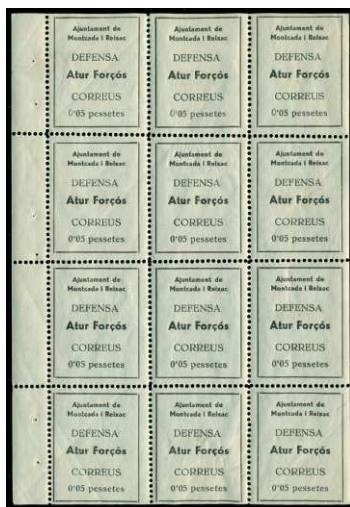 Ajuntament de Ajuntament de Ajuntament de
Montcada i Reixac Montcada i Reixac Montcada i Reixac
DEFENSA DEFENSA DEFENSA
Atur Forçós Atur Forçós Atur Forçós
CORREUS CORREUS CORREUS
0'05 pessetes 0'05 pessetes 0'05 pessetes
Ajuntament de Ajuntament de Ajuntament de
Montcada i Reixac Montcada i Reixac Montcada i Reixac
DEFENSA DEFENSA DEFENSA
Atur Forçós Atur Forçós Atur Forçós
CORREUS CORREUS CORREUS
0'05 pessetes 0'05 pessetes 0'05 pessetes
Ajuntament de Ajuntament de Ajuntament de
Montcada i Reixac Montcada i Reixac Montcada i Reixac
DEFENSA DEFENSA DEFENSA
Atur Forçós Atur Forçós Atur Forçós
CORREUS CORREUS CORREUS
0'05 pessetes 0'05 pessetes 0'05 pessetes
Ajuntament de Ajuntament de Ajuntament de
Montcada i Reixac Montcada i Reixac Montcada i Reixac
DEFENSA DEFENSA DEFENSA
Atur Forçós Atur Forçós Atur Forçós
CORREUS CORREUS CORREUS
0'05 pessetes 0'05 pessetes 0'05 pessetes